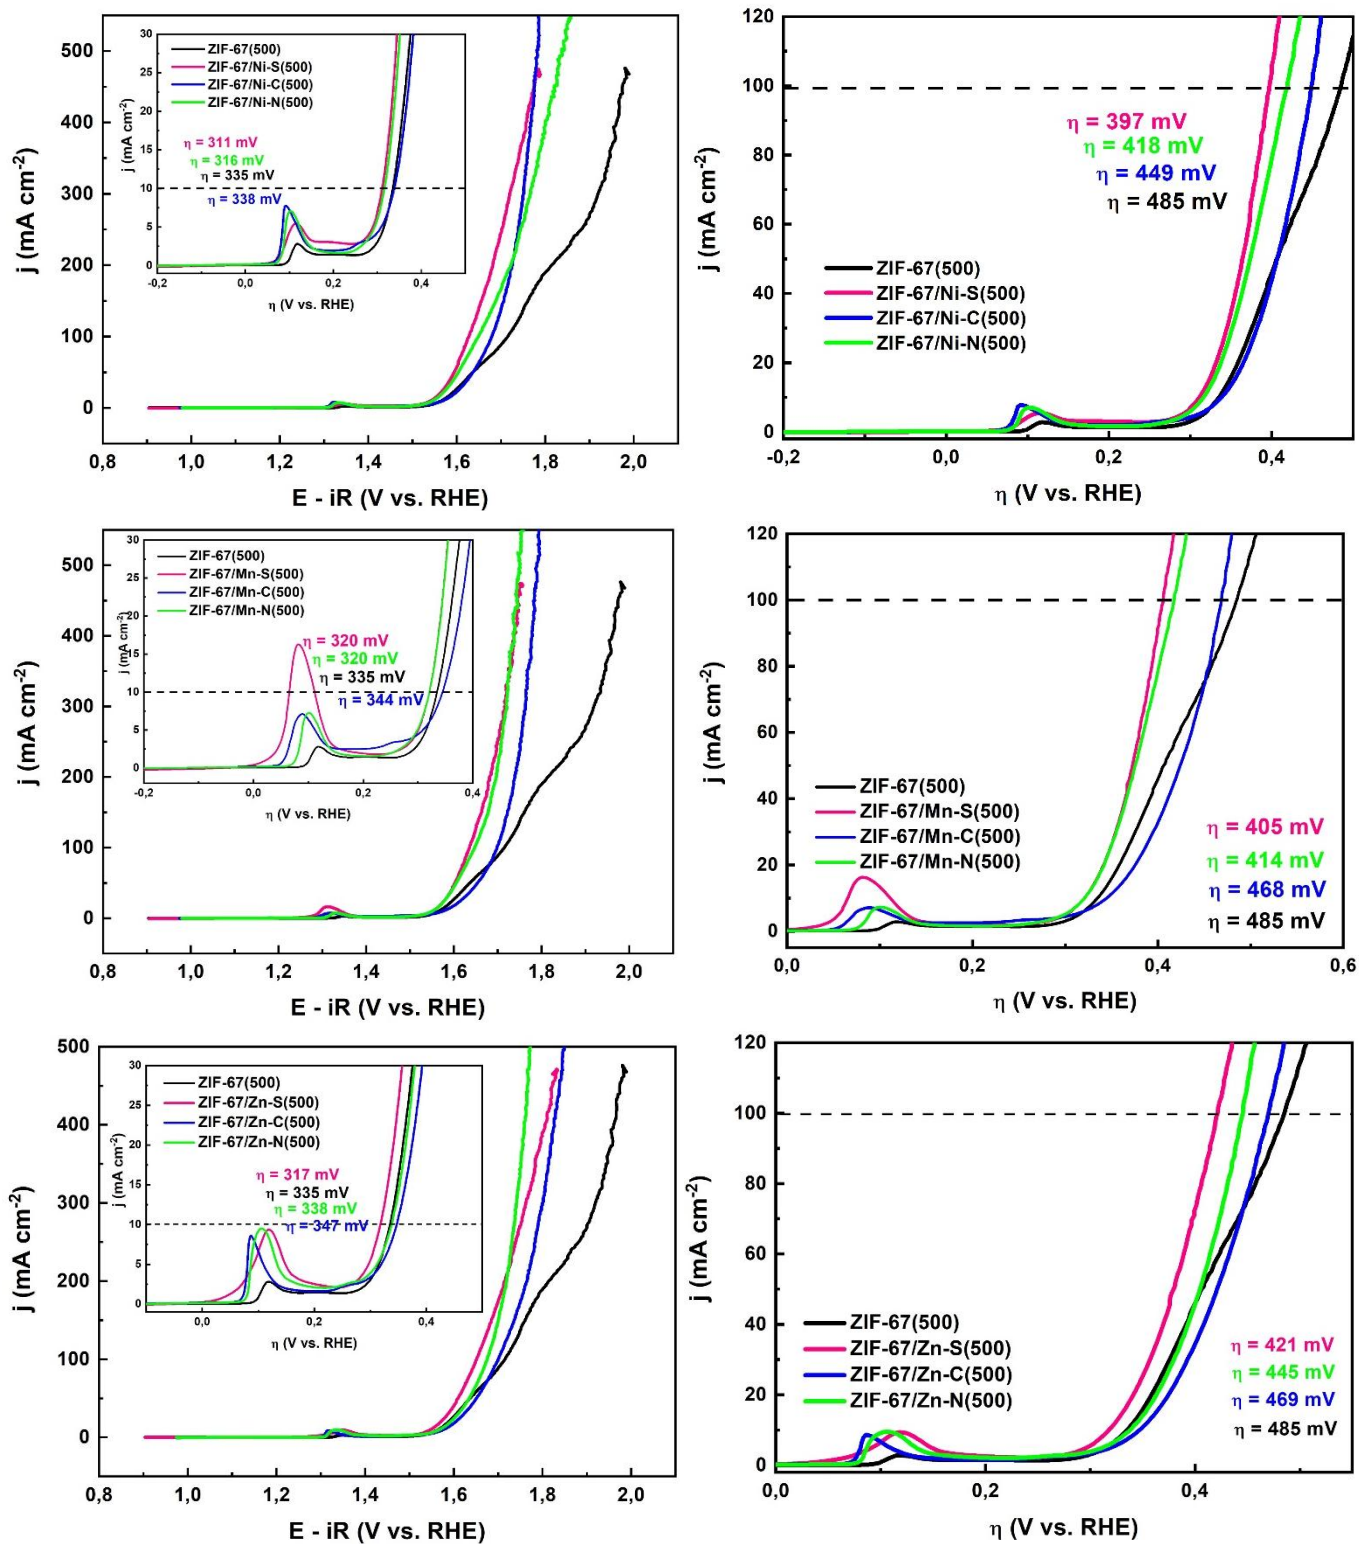 500
400
300
200
100
0
j (mA cm-2)
0,8 1,0 1,2 1,4 1,6 1,8 2,0
E - iR (V vs. RHE)
30
25
20
15
10
5
0
j (mA cm-2)
ZIF-67(500)
ZIF-67/Ni-S(500)
ZIF-67/Ni-C(500)
ZIF-67/Ni-N(500)
η = 311 mV
η = 316 mV
η = 335 mV
η = 338 mV
-0,2 0,0 0,2 0,4
η (V vs. RHE)
120
100
80
60
40
20
0
j (mA cm-2)
η = 397 mV
η = 418 mV
η = 449 mV
η = 485 mV
ZIF-67(500)
ZIF-67/Ni-S(500)
ZIF-67/Ni-C(500)
ZIF-67/Ni-N(500)
-0,2 0,0 0,2 0,4
η (V vs. RHE)
500
400
300
200
100
0
j (mA cm-2)
0,8 1,0 1,2 1,4 1,6 1,8 2,0
E - iR (V vs. RHE)
30
25
20
15
10
5
0
j (mA cm-2)
ZIF-67(500)
ZIF-67/Mn-S(500)
ZIF-67/Mn-C(500)
ZIF-67/Mn-N(500)
η = 320 mV
η = 320 mV
η = 335 mV
η = 344 mV
-0,2 0,0 0,2 0,4
η (V vs. RHE)
120
100
80
60
40
20
0
j (mA cm-2)
ZIF-67(500)
ZIF-67/Mn-S(500)
ZIF-67/Mn-C(500)
ZIF-67/Mn-N(500)
η = 405 mV
η = 414 mV
η = 468 mV
η = 485 mV
0,0 0,2 0,4 0,6
η (V vs. RHE)
500
400
300
200
100
0
j (mA cm-2)
0,8 1,0 1,2 1,4 1,6 1,8 2,0
E - iR (V vs. RHE)
30
25
20
15
10
5
0
j (mA cm-2)
ZIF-67(500)
ZIF-67/Zn-S(500)
ZIF-67/Zn-C(500)
ZIF-67/Zn-N(500)
η = 317 mV
η = 335 mV
η = 338 mV
η = 347 mV
0,0 0,2 0,4
η (V vs. RHE)
120
100
80
60
40
20
0
j (mA cm-2)
ZIF-67(500)
ZIF-67/Zn-S(500)
ZIF-67/Zn-C(500)
ZIF-67/Zn-N(500)
η = 421 mV
η = 445 mV
η = 469 mV
η = 485 mV
0,0 0,2 0,4
η (V vs. RHE)